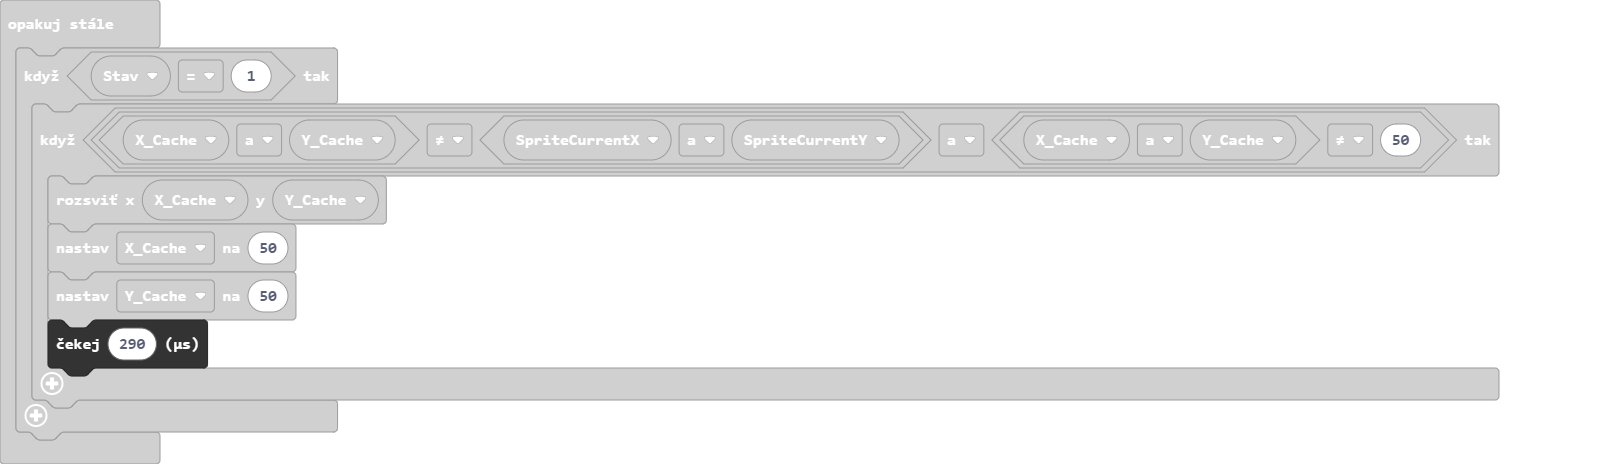 opakuj stále
když Stav = 1 tak
když X_Cache a Y_Cache ≠ SpriteCurrentX a SpriteCurrentY a X_Cache a Y_Cache ≠ 50 tak
rozsviť x X_Cache y Y_Cache
nastav X_Cache na 50
nastav Y_Cache na 50
čekej 290 (µs)